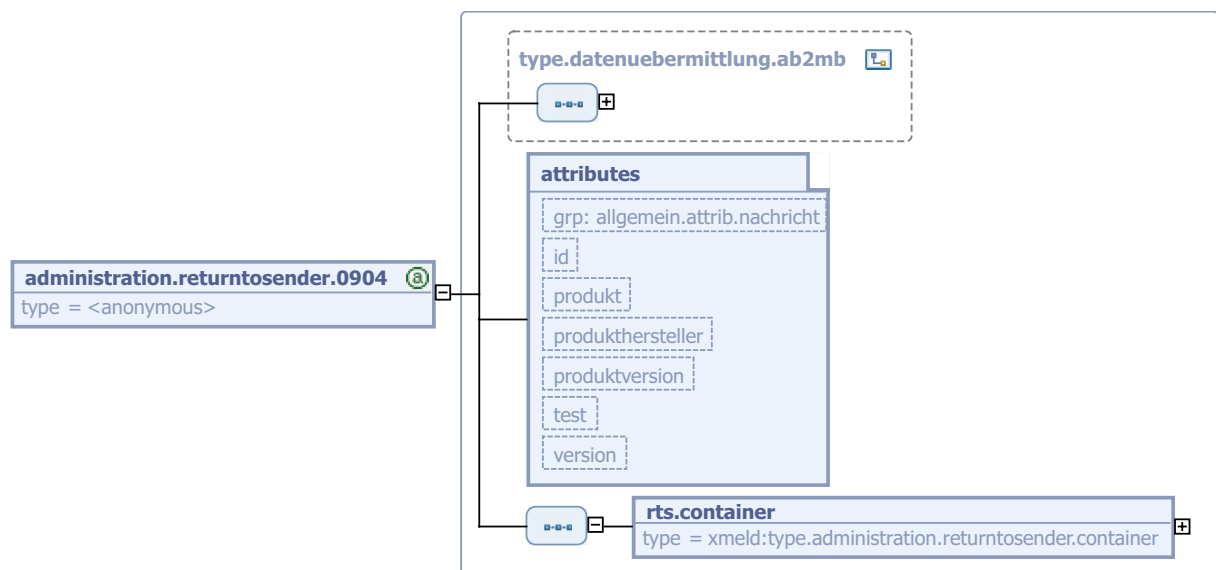 type.datenuebermittlung.ab2mb
attributes
grp: allgemein.attrib.nachricht
id
produkt
produkthersteller
produktversion
test
version
administration.returntosender.0904 a
type = <anonymous>
rts.container
type = xmeld:type.administration.returntosender.container